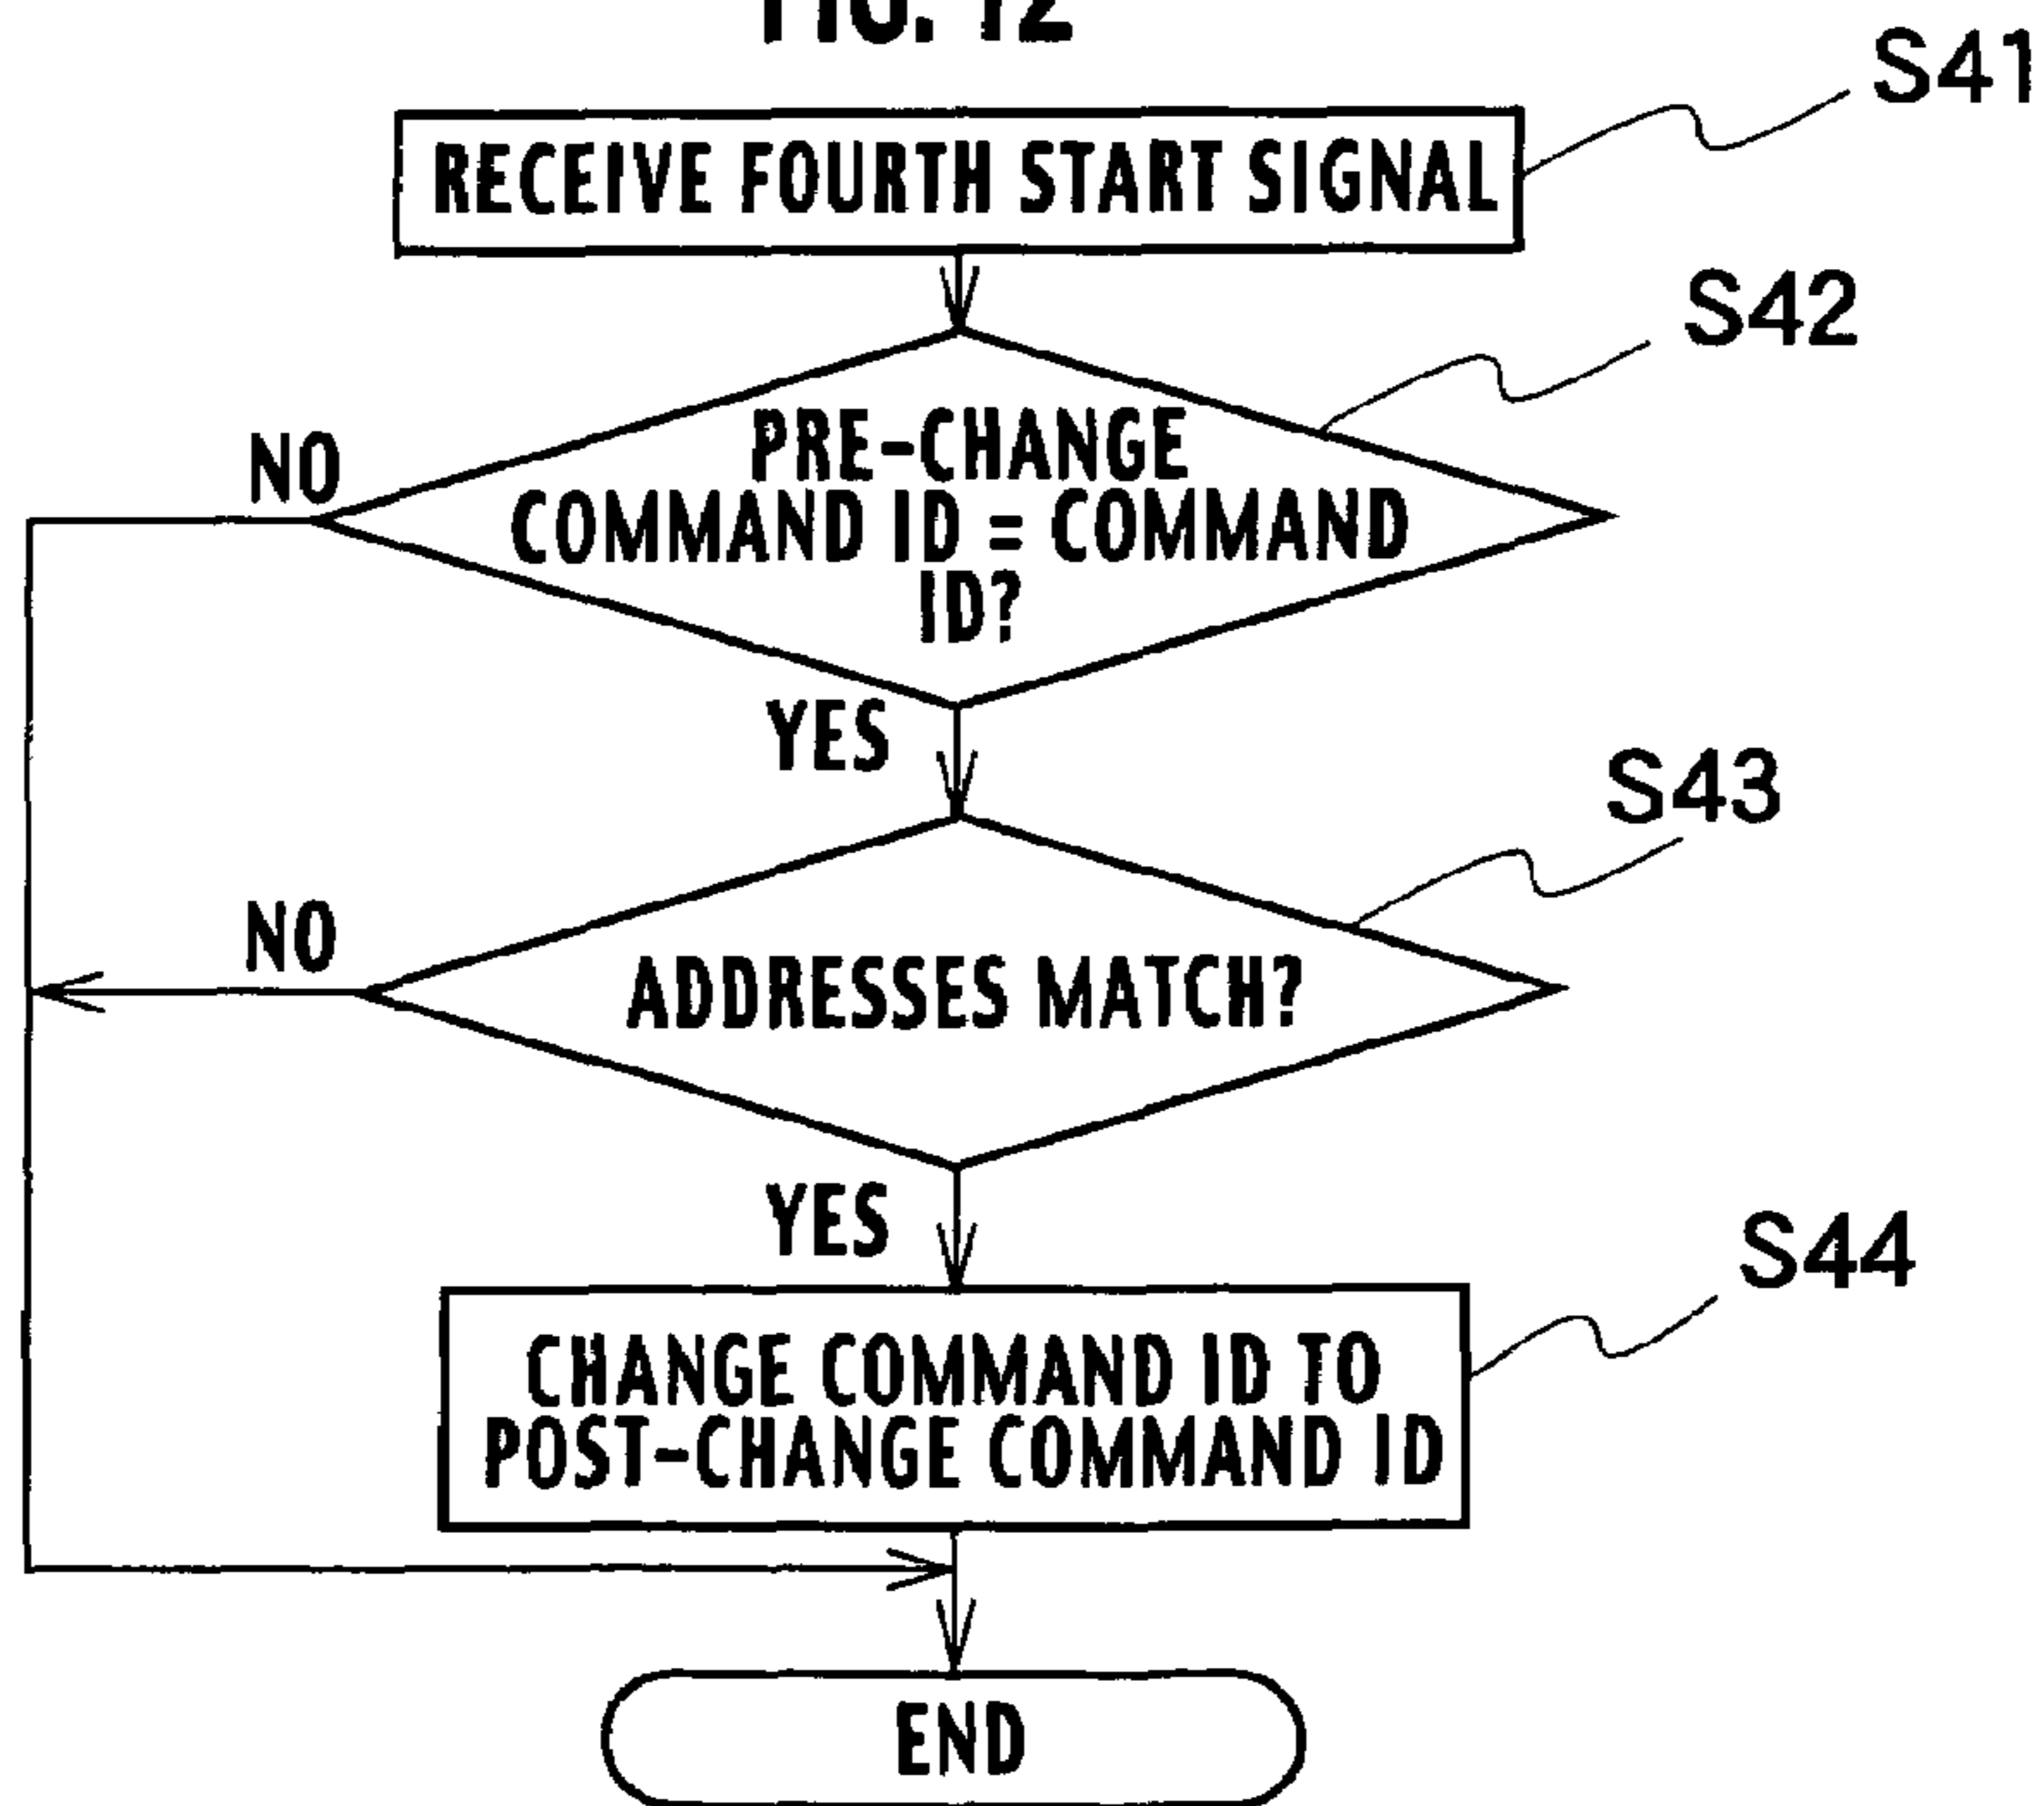 FIG. 12
S41
RECEIVE FOURTH START SIGNAL
S42
PRE-CHANGE
COMMAND ID = COMMAND
ID?
NO
YES
S43
ADDRESSES MATCH?
NO
YES
S44
CHANGE COMMAND ID TO
POST-CHANGE COMMAND ID
END